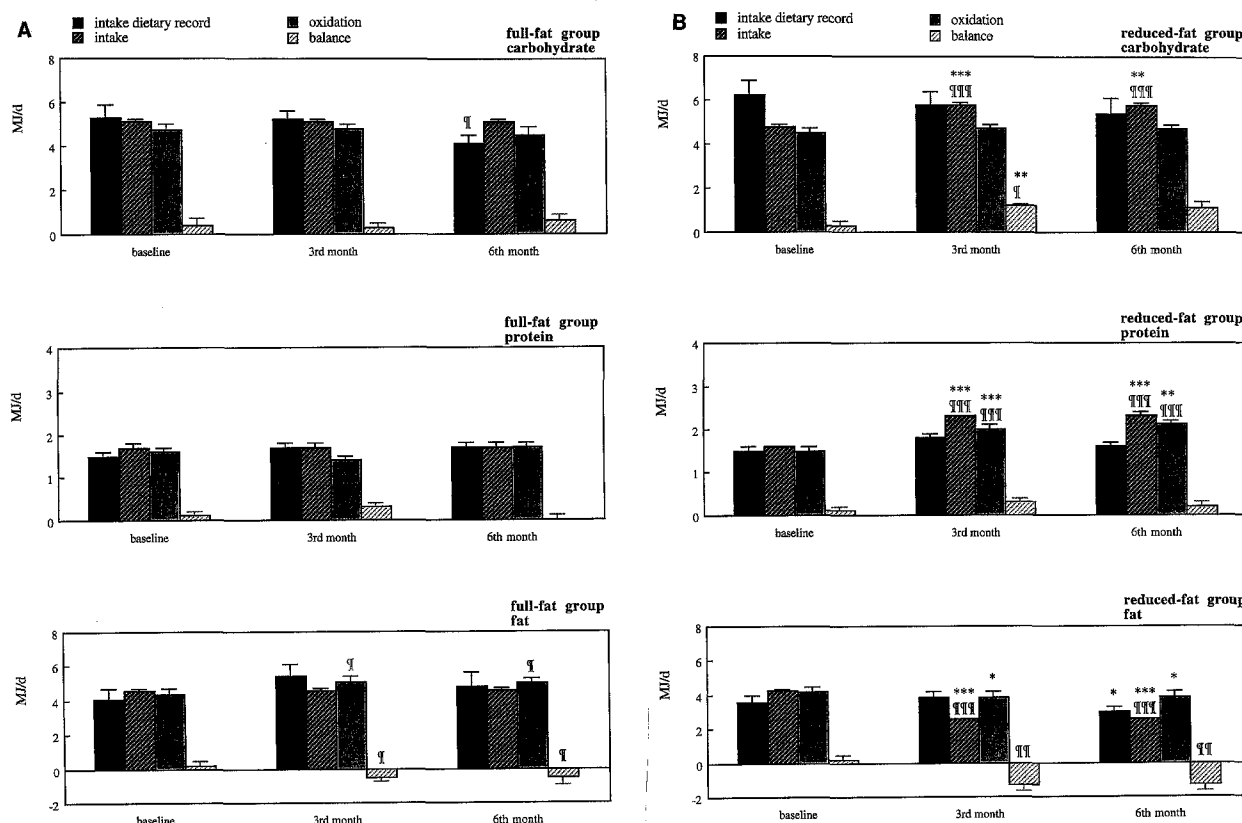 A
intake dietary record
oxidation
intake
balance
full-fat group
carbohydrate
8
6
4
2
0
MJ/d
¶
baseline
3rd month
6th month
full-fat group
protein
4
3
2
1
0
MJ/d
baseline
3rd month
6th month
full-fat group
fat
8
6
4
2
0
-2
MJ/d
¶
¶
¶
¶
baseline
3rd month
6th month
B
intake dietary record
oxidation
intake
balance
reduced-fat group
carbohydrate
8
6
4
2
0
MJ/d
***
¶¶¶
**
¶
**
¶¶¶
baseline
3rd month
6th month
reduced-fat group
protein
4
3
2
1
0
MJ/d
***
¶¶¶
***
¶¶¶
***
¶¶¶
**
¶¶¶
baseline
3rd month
6th month
reduced-fat group
fat
8
6
4
2
0
-2
MJ/d
***
¶¶¶
*
¶¶
*
***
¶¶¶
*
¶¶
baseline
3rd month
6th month